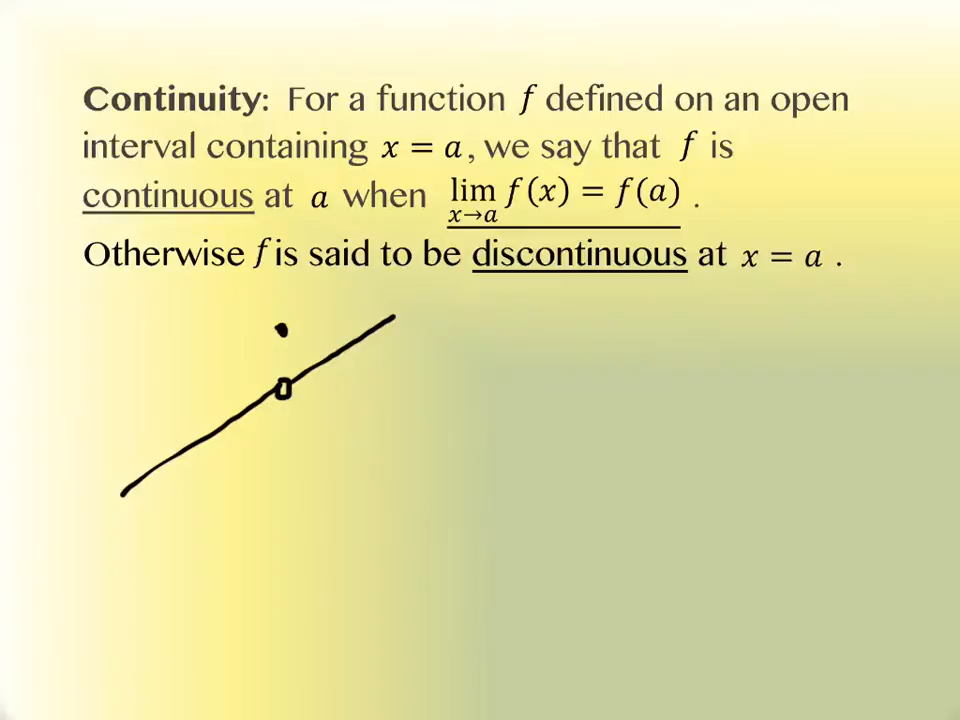 Continuity: For a function f defined on an open
interval containing x = a, we say that f is
continuous at a when lim x→a f(x) = f(a) .
Otherwise f is said to be discontinuous at x = a .